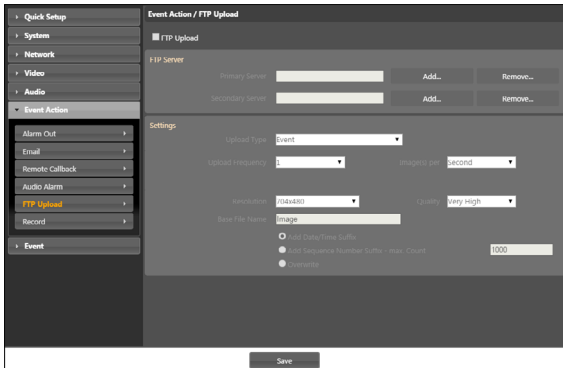 Quick Setup
System
Network
Video
Audio
Event Action
Alarm Out
Email
Remote Callback
Audio Alarm
FTP Upload
Record
Event
Event Action / FTP Upload
FTP Upload
FTP Server
Primary Server Add... Remove...
Secondary Server Add... Remove...
Settings
Upload Type Event
Upload Frequency 1 Image(s) per Second
Resolution 704x480 Quality Very High
Base File Name Image
Add Date/Time Suffix
Add Sequence Number Suffix - max. Count 1000
Overwrite
Save